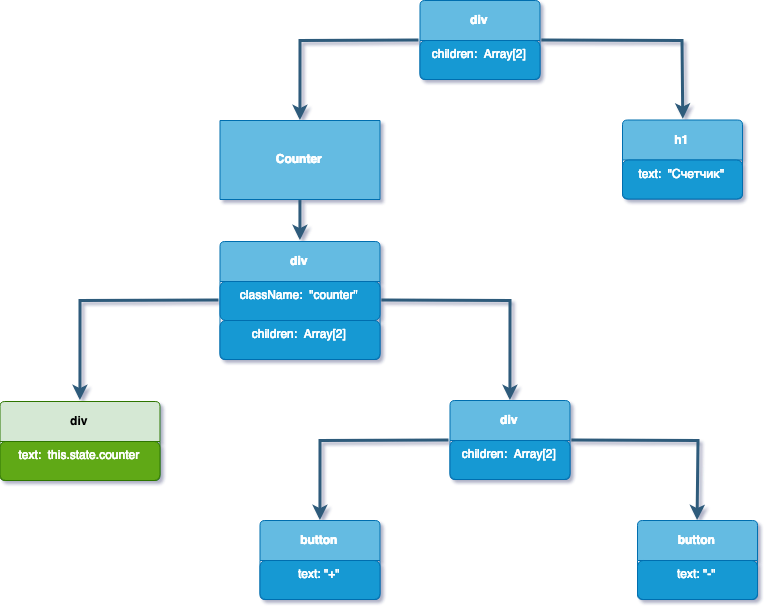 div
children: Array[2]
Counter
h1
text: "Счетчик"
div
className: "counter"
children: Array[2]
div
text: this.state.counter
div
children: Array[2]
button
text: "+"
button
text: "-"